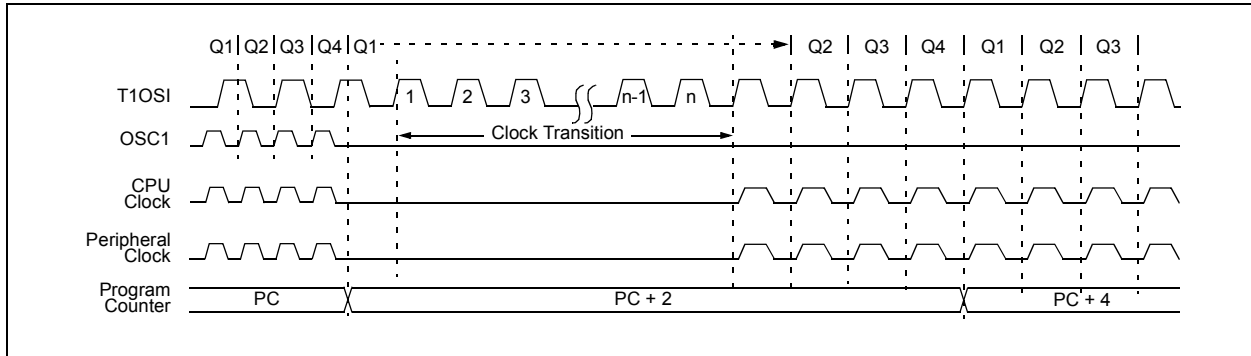 Q1 Q2 Q3 Q4 Q1 Q2 Q3 Q4 Q1 Q2 Q3
T1OSI 1 2 3 n-1 n
Clock Transition
OSC1
CPU
Clock
Peripheral
Clock
Program
Counter
PC PC + 2 PC + 4